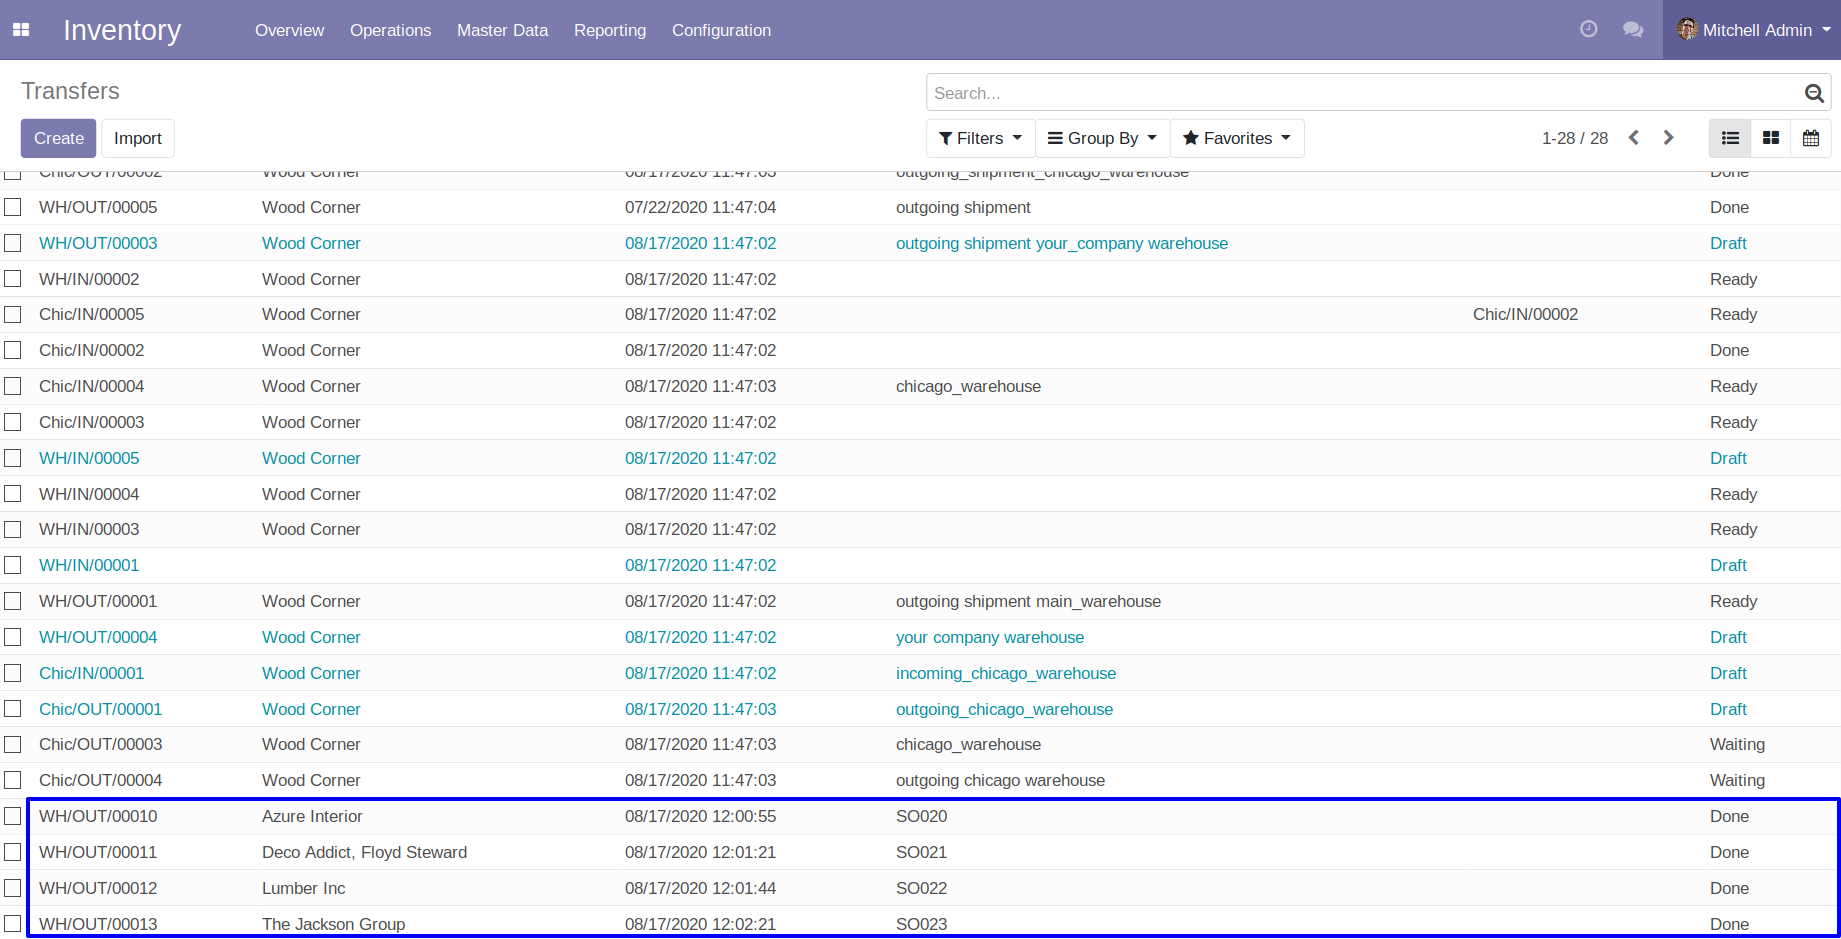 Inventory Overview Operations Master Data Reporting Configuration Mitchell Admin
Transfers
Search...
Create Import Filters Group By Favorites 1-28 / 28
Chic/OUT/00002 Wood Corner 08/17/2020 11:47:03 outgoing_shipment_chicago_warehouse Done
WH/OUT/00005 Wood Corner 07/22/2020 11:47:04 outgoing shipment Done
WH/OUT/00003 Wood Corner 08/17/2020 11:47:02 outgoing shipment your_company warehouse Draft
WH/IN/00002 Wood Corner 08/17/2020 11:47:02 Ready
Chic/IN/00005 Wood Corner 08/17/2020 11:47:02 Chic/IN/00002 Ready
Chic/IN/00002 Wood Corner 08/17/2020 11:47:02 Done
Chic/IN/00004 Wood Corner 08/17/2020 11:47:03 chicago_warehouse Ready
Chic/IN/00003 Wood Corner 08/17/2020 11:47:02 Ready
WH/IN/00005 Wood Corner 08/17/2020 11:47:02 Draft
WH/IN/00004 Wood Corner 08/17/2020 11:47:02 Ready
WH/IN/00003 Wood Corner 08/17/2020 11:47:02 Ready
WH/IN/00001 08/17/2020 11:47:02 Draft
WH/OUT/00001 Wood Corner 08/17/2020 11:47:02 outgoing shipment main_warehouse Ready
WH/OUT/00004 Wood Corner 08/17/2020 11:47:02 your company warehouse Draft
Chic/IN/00001 Wood Corner 08/17/2020 11:47:02 incoming_chicago_warehouse Draft
Chic/OUT/00001 Wood Corner 08/17/2020 11:47:03 outgoing_chicago_warehouse Draft
Chic/OUT/00003 Wood Corner 08/17/2020 11:47:03 chicago_warehouse Waiting
Chic/OUT/00004 Wood Corner 08/17/2020 11:47:03 outgoing chicago warehouse Waiting
WH/OUT/00010 Azure Interior 08/17/2020 12:00:55 SO020 Done
WH/OUT/00011 Deco Addict, Floyd Steward 08/17/2020 12:01:21 SO021 Done
WH/OUT/00012 Lumber Inc 08/17/2020 12:01:44 SO022 Done
WH/OUT/00013 The Jackson Group 08/17/2020 12:02:21 SO023 Done